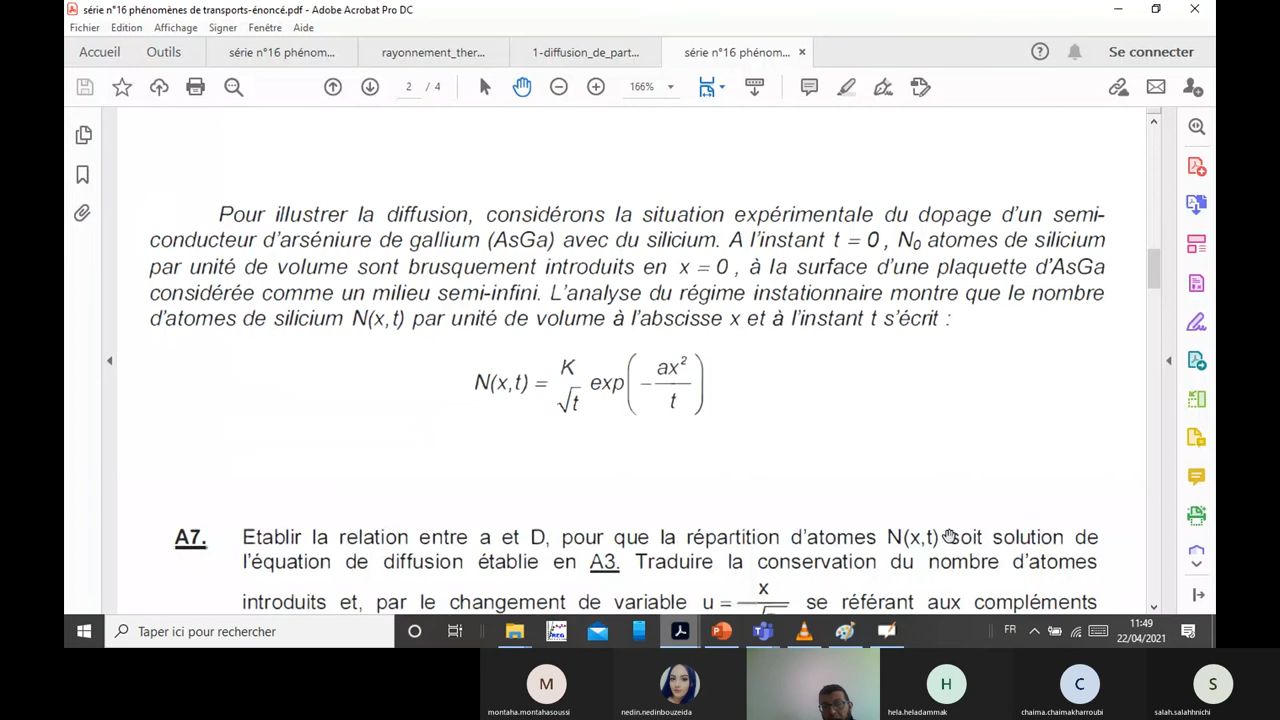 série n°16 phénomènes de transports-énoncé.pdf - Adobe Acrobat Pro DC
Fichier Edition Affichage Signer Fenêtre Aide
Accueil Outils série n°16 phénom... rayonnement_ther... 1-diffusion_de_part... série n°16 phénom... × Se connecter
2 / 4 166%
Pour illustrer la diffusion, considérons la situation expérimentale du dopage d'un semi-
conducteur d'arséniure de gallium (AsGa) avec du silicium. A l'instant t = 0 , N0 atomes de silicium
par unité de volume sont brusquement introduits en x = 0 , à la surface d'une plaquette d'AsGa
considérée comme un milieu semi-infini. L'analyse du régime instationnaire montre que le nombre
d'atomes de silicium N(x,t) par unité de volume à l'abscisse x et à l'instant t s'écrit :
N(x,t) = K/√t exp(− ax²/t)
A7. Etablir la relation entre a et D, pour que la répartition d'atomes N(x,t) soit solution de
l'équation de diffusion établie en A3. Traduire la conservation du nombre d'atomes
introduits et, par le changement de variable u = x/√ se référant aux compléments
Taper ici pour rechercher
FR
11:49
22/04/2021
M H C S
montaha.montahasoussi nedin.nedinbouzeida hela.heladammak chaima.chaimakharroubi salah.salahhnichi